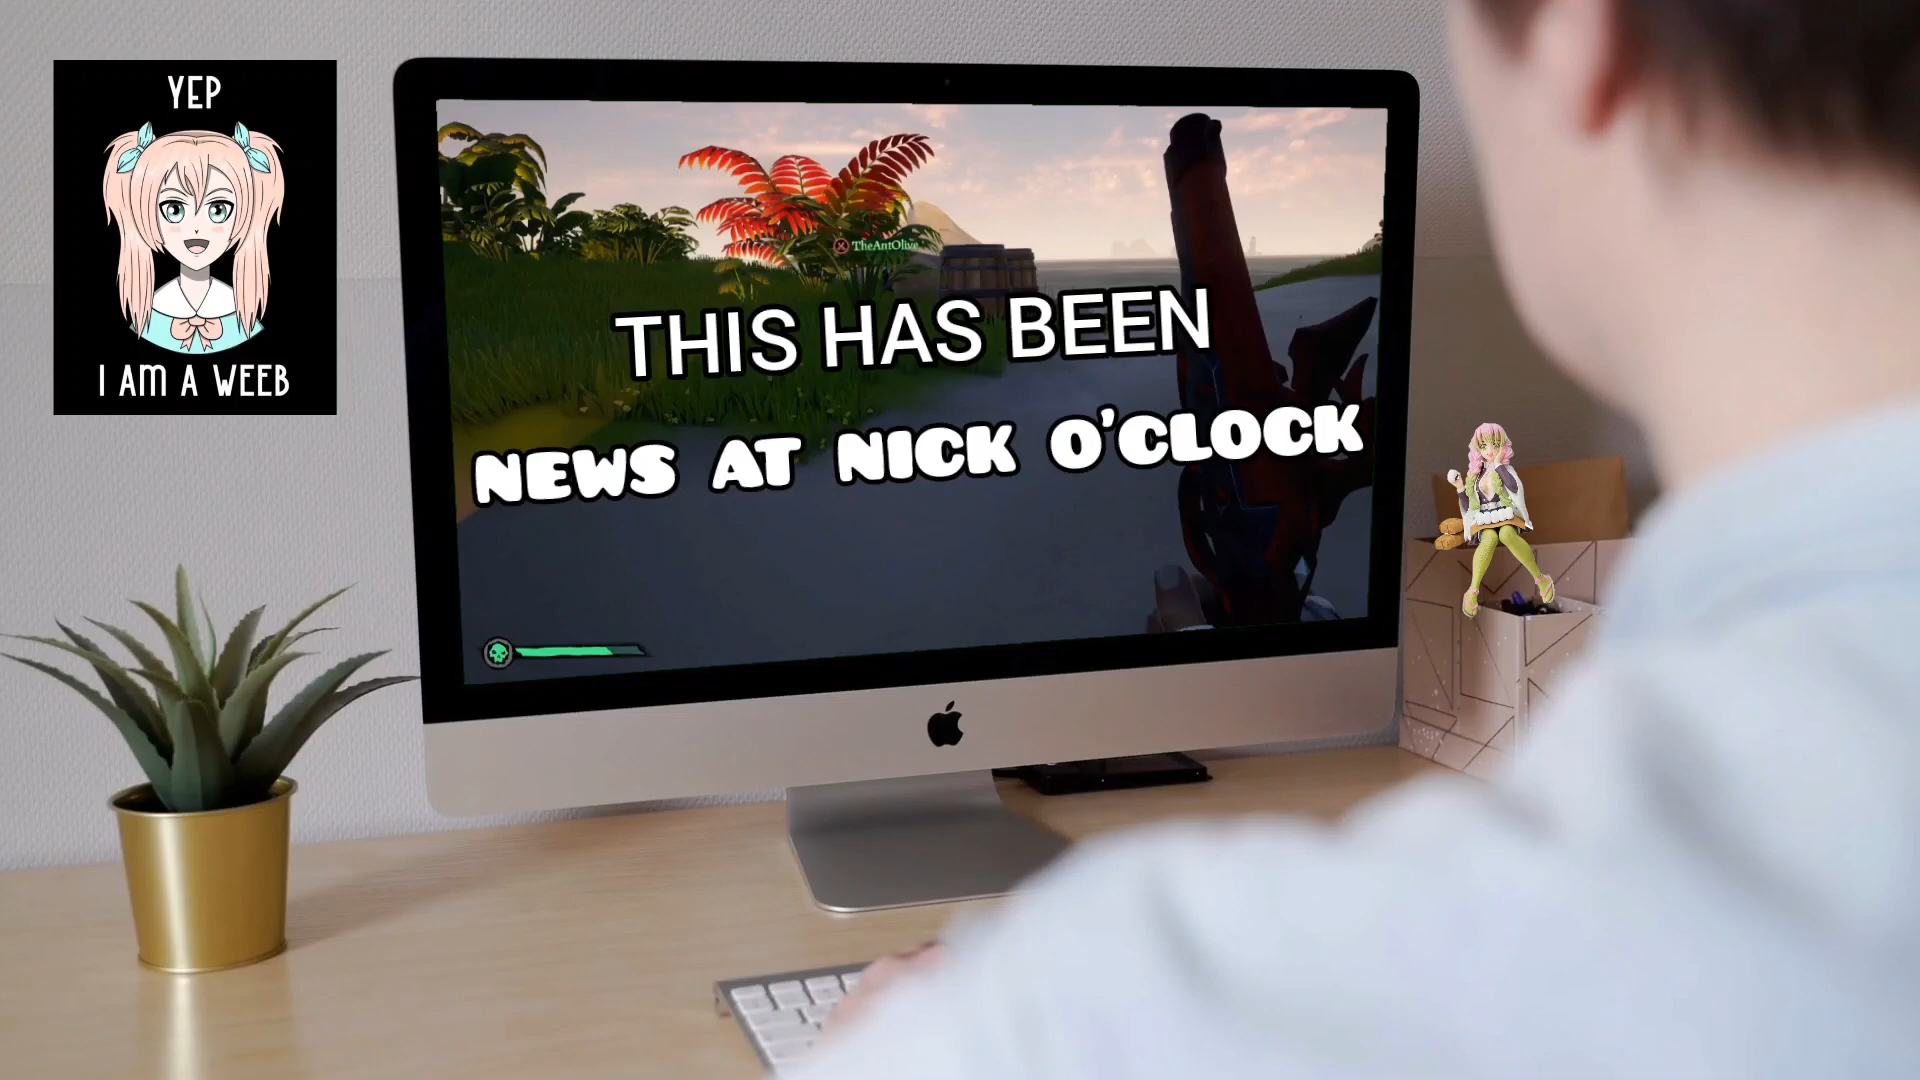 YEP
I AM A WEEB
TheAntOlive
THIS HAS BEEN
NEWS AT NICK O'CLOCK